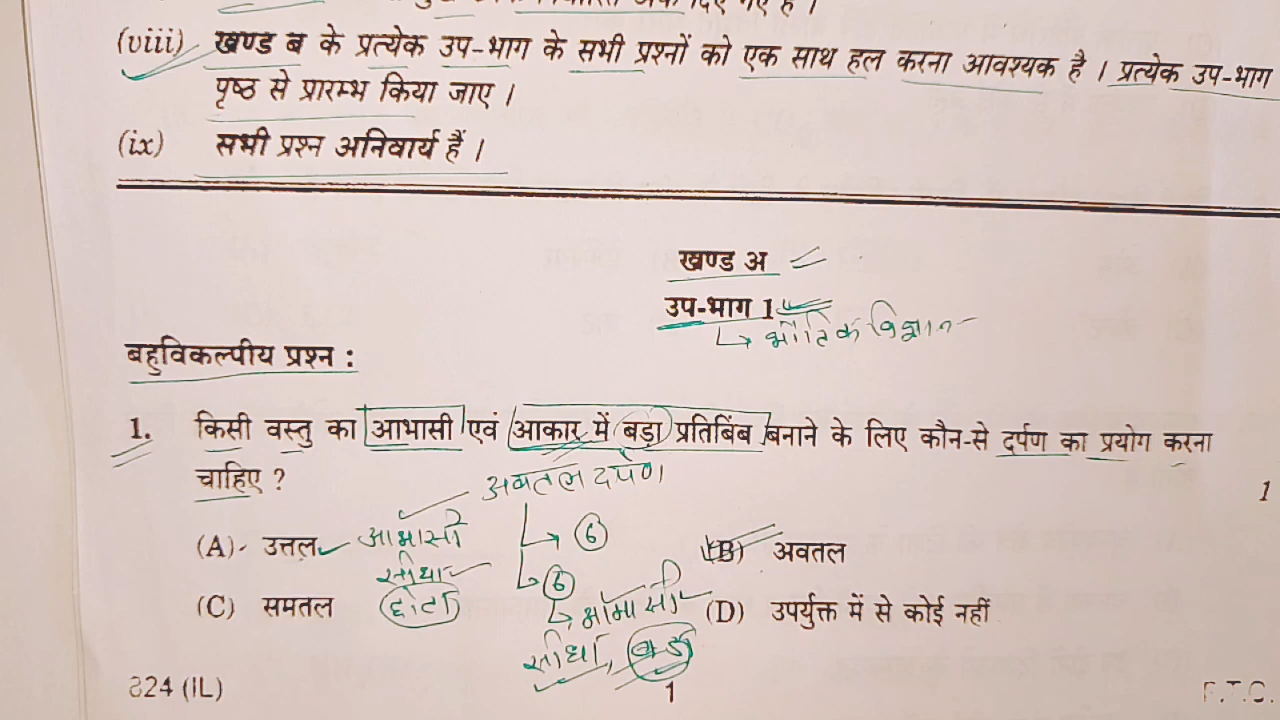 (viii) खण्ड ब के प्रत्येक उप-भाग के सभी प्रश्नों को एक साथ हल करना आवश्यक है । प्रत्येक उप-भाग
पृष्ठ से प्रारम्भ किया जाए ।
(ix) सभी प्रश्न अनिवार्य हैं ।
खण्ड अ
उप-भाग 1
↳ भौतिक विज्ञान
बहुविकल्पीय प्रश्न :
1. किसी वस्तु का आभासी एवं आकार में बड़ा प्रतिबिंब बनाने के लिए कौन-से दर्पण का प्रयोग करना
चाहिए ? 1
अवतल दर्पण
(A) उत्तल आभासी ↳ 6 (B) अवतल
सीधा ↳ 6
(C) समतल छोटा ↳ आभासी (D) उपर्युक्त में से कोई नहीं
सीधा, बड़ा
824 (IL) 1 P.T.O.